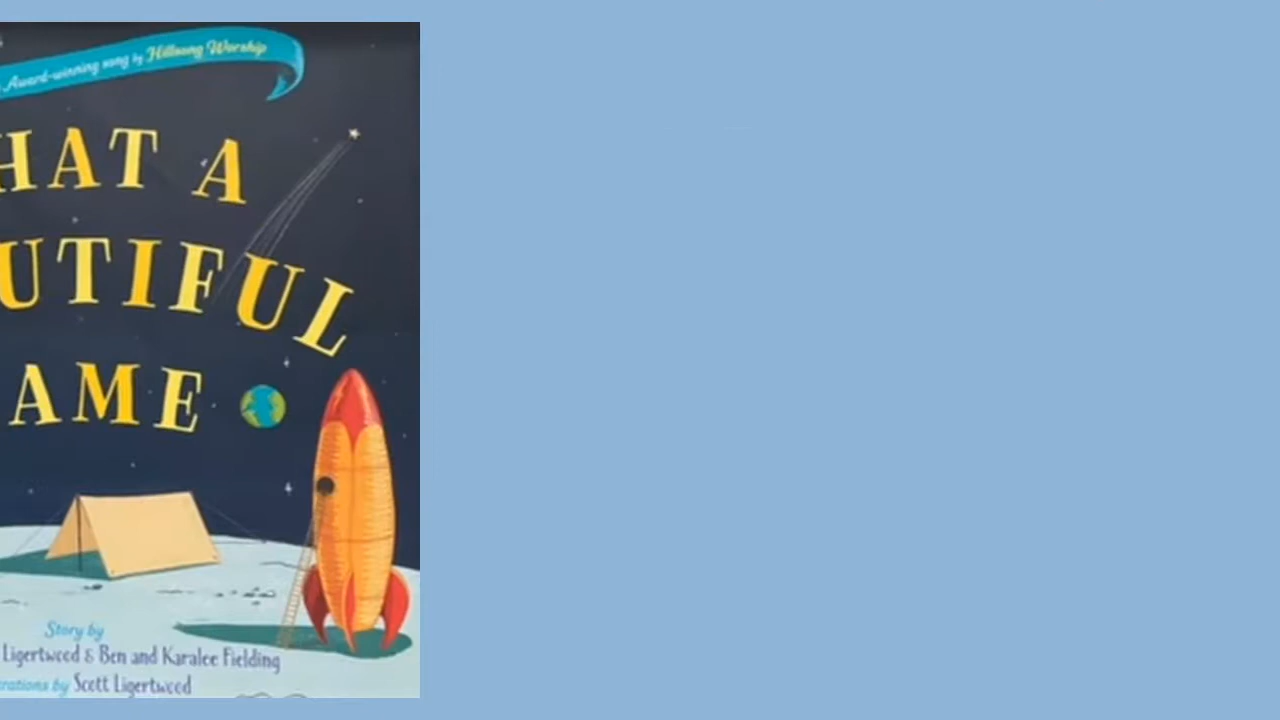 Award-winning song by Hillsong Worship
HAT A
UTIFUL
AME
Story by
Ligertwood & Ben and Karalee Fielding
rations by Scott Ligertwood